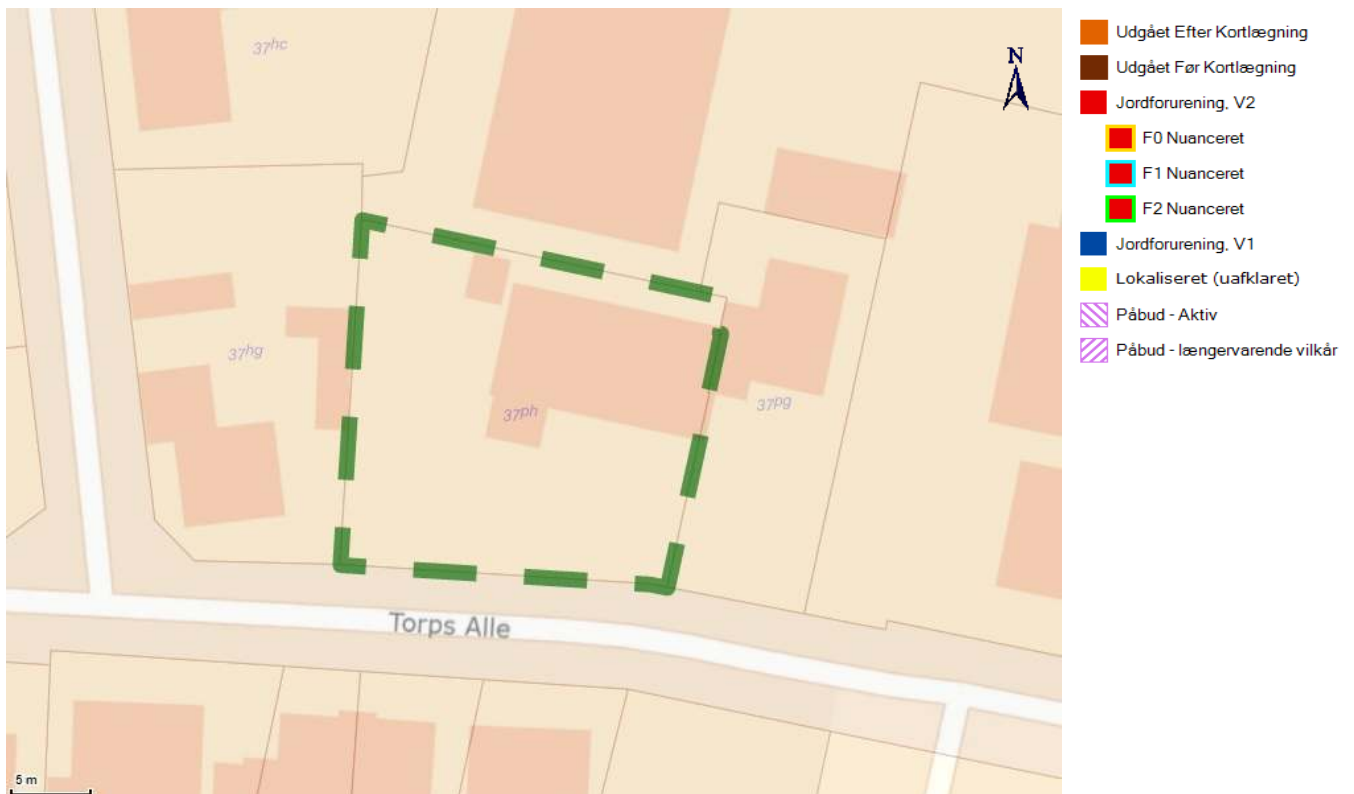 37hc
N
37hg
37ph
37pg
Torps Alle
5 m
Udgået Efter Kortlægning
Udgået Før Kortlægning
Jordforurening, V2
F0 Nuanceret
F1 Nuanceret
F2 Nuanceret
Jordforurening, V1
Lokaliseret (uafklaret)
Påbud - Aktiv
Påbud - længervarende vilkår